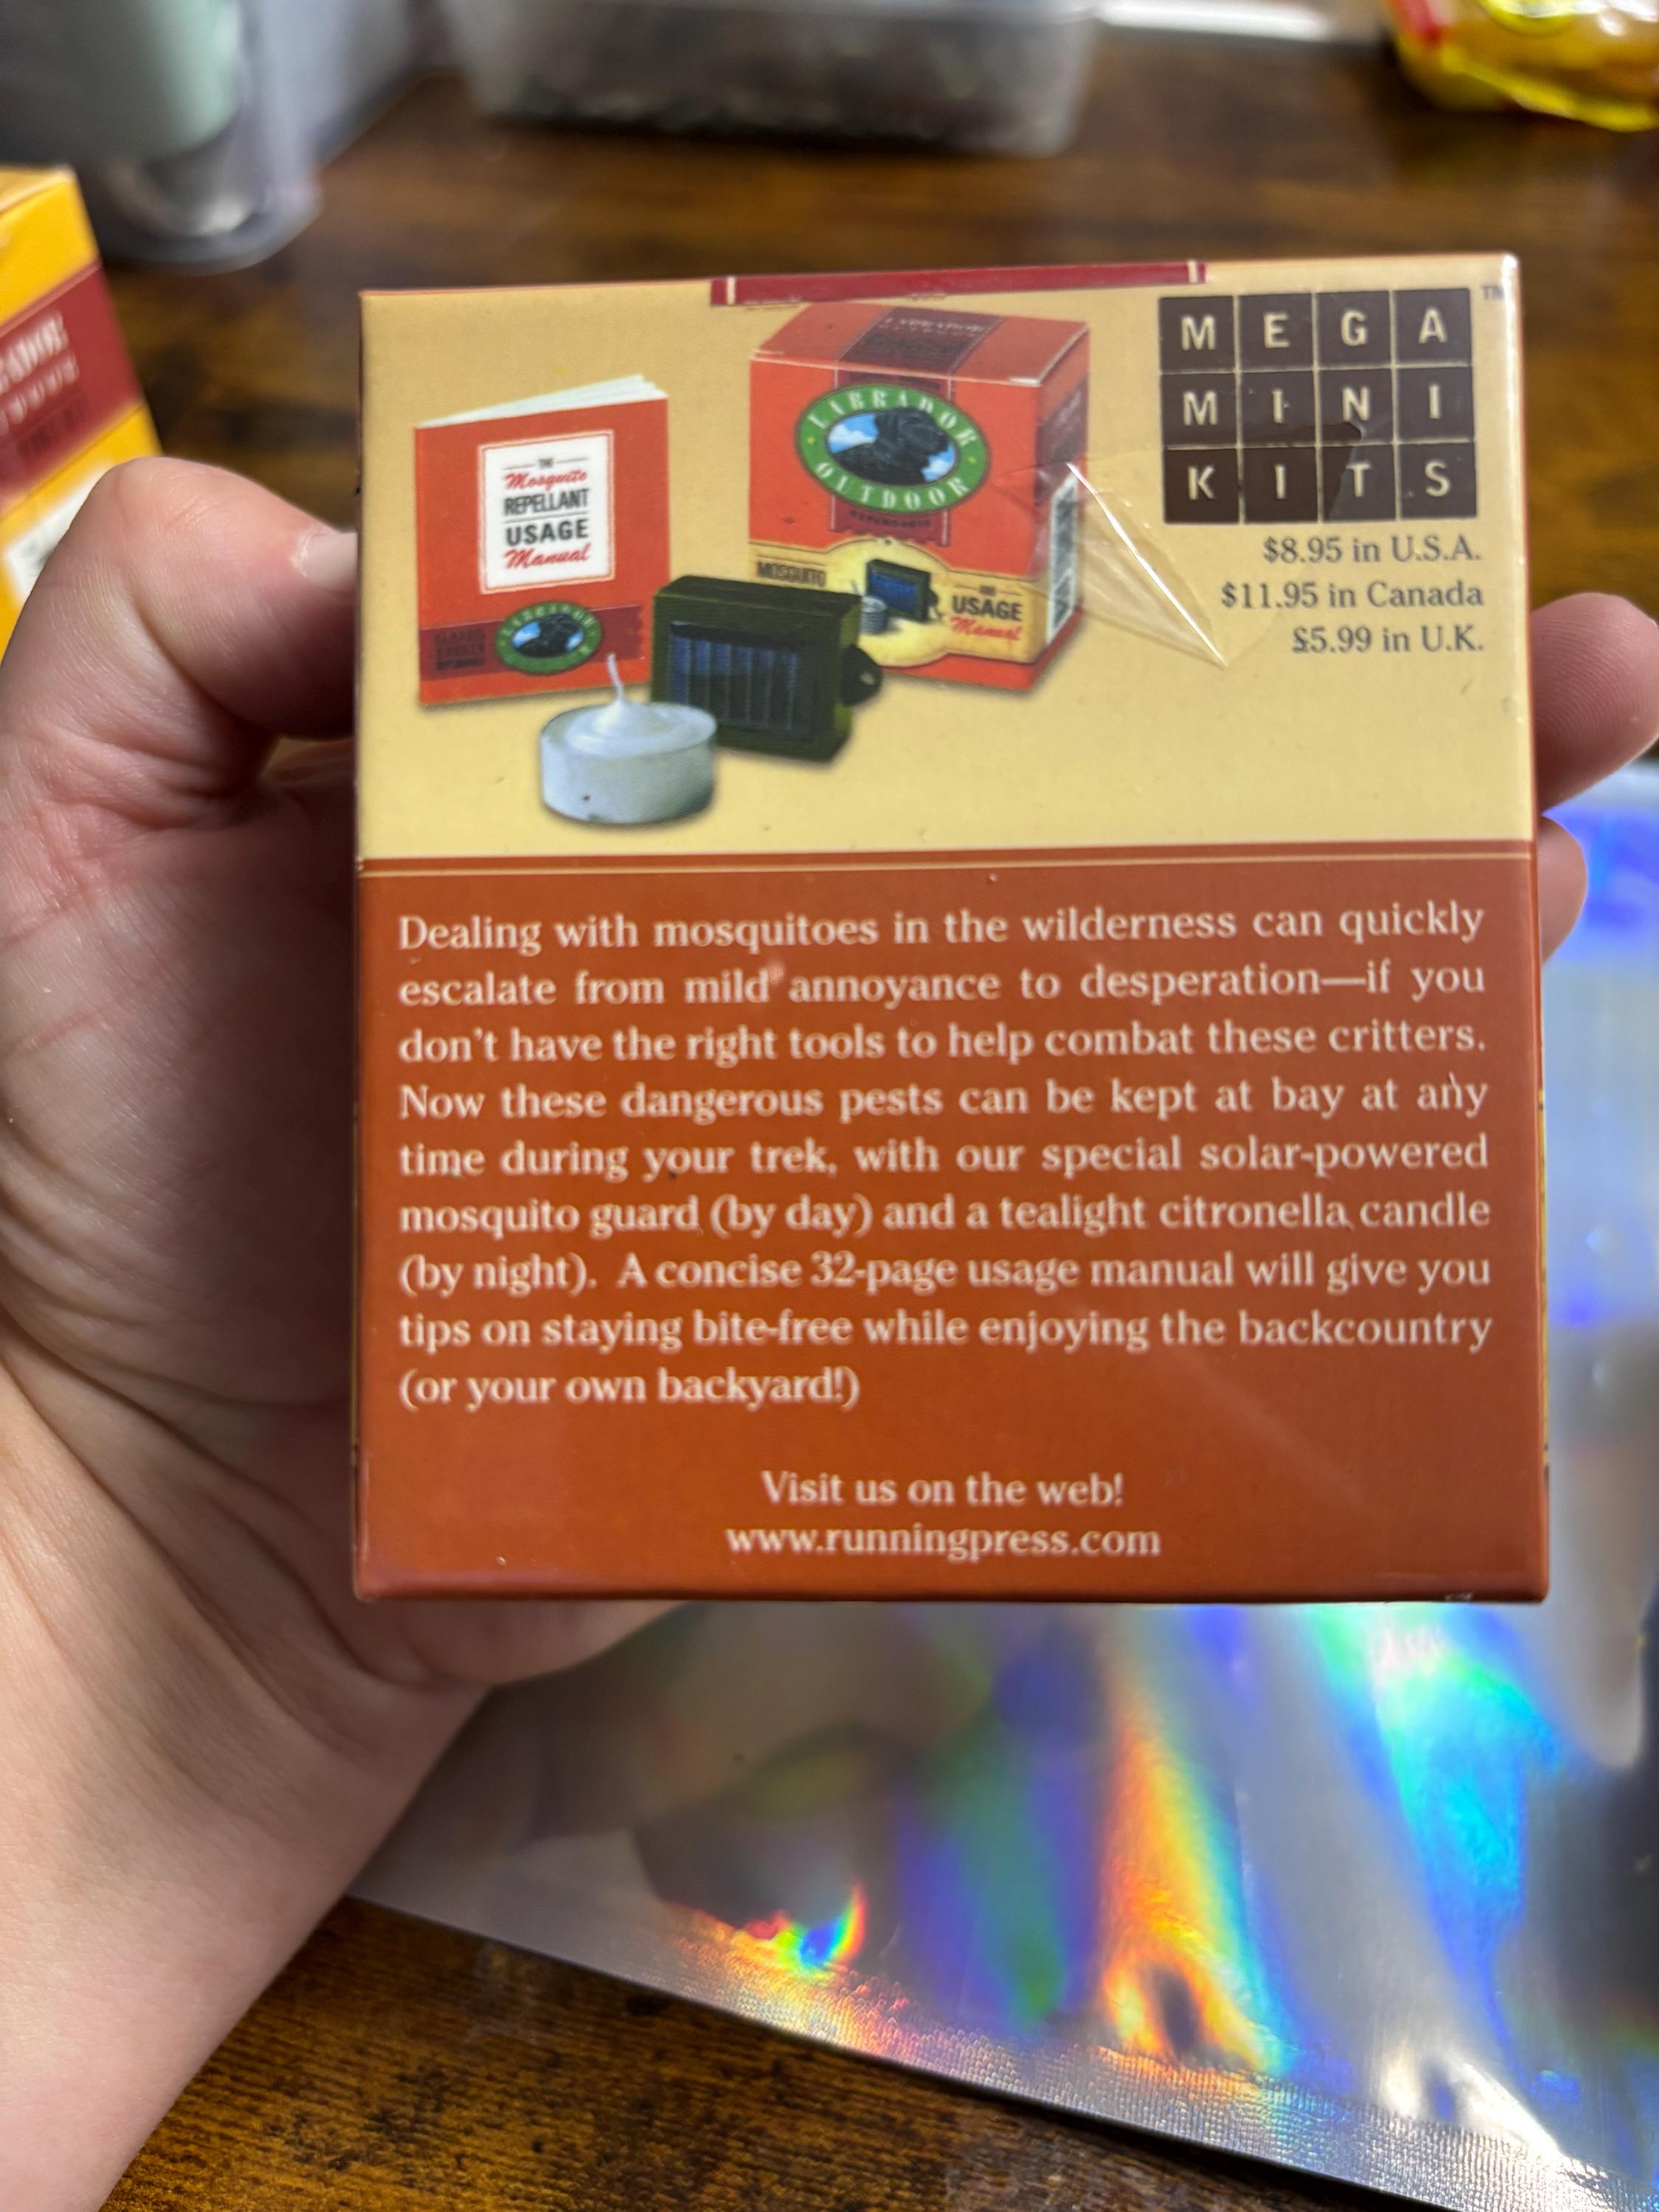 MEGA
MINI
KITS
TM
$8.95 in U.S.A.
$11.95 in Canada
£5.99 in U.K.
THE
Mosquito
REPELLANT
USAGE
Manual
LABRADOR
OUTDOOR
MOSQUITO
AND
USAGE
Manual
Dealing with mosquitoes in the wilderness can quickly
escalate from mild annoyance to desperation—if you
don't have the right tools to help combat these critters.
Now these dangerous pests can be kept at bay at any
time during your trek, with our special solar-powered
mosquito guard (by day) and a tealight citronella candle
(by night). A concise 32-page usage manual will give you
tips on staying bite-free while enjoying the backcountry
(or your own backyard!)
Visit us on the web!
www.runningpress.com